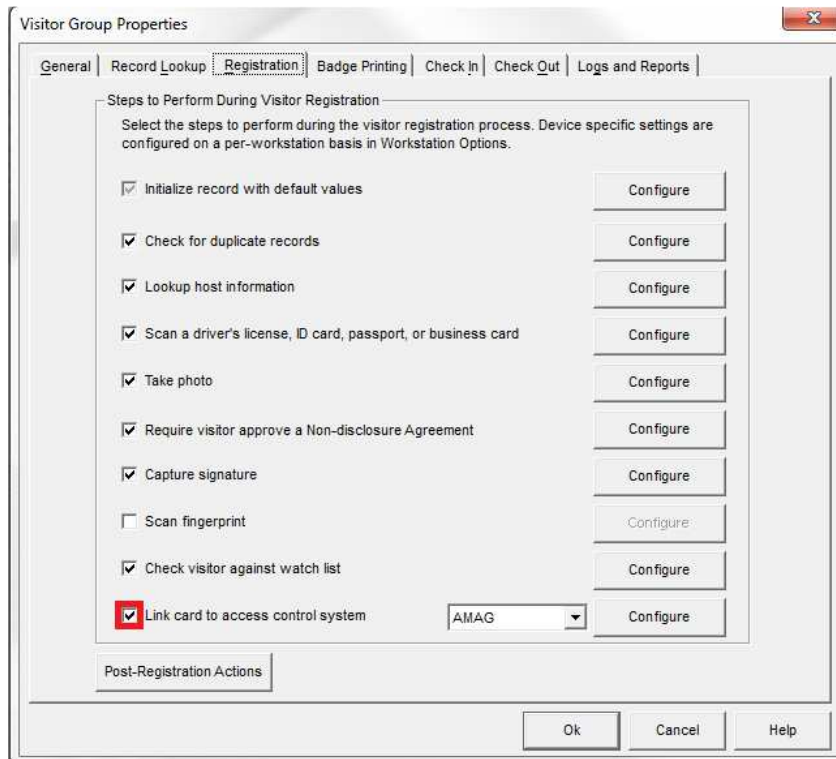 Visitor Group Properties
General Record Lookup Registration Badge Printing Check In Check Out Logs and Reports
Steps to Perform During Visitor Registration
Select the steps to perform during the visitor registration process. Device specific settings are
configured on a per-workstation basis in Workstation Options.
Initialize record with default values Configure
Check for duplicate records Configure
Lookup host information Configure
Scan a driver's license, ID card, passport, or business card Configure
Take photo Configure
Require visitor approve a Non-disclosure Agreement Configure
Capture signature Configure
Scan fingerprint Configure
Check visitor against watch list Configure
Link card to access control system AMAG Configure
Post-Registration Actions
Ok Cancel Help